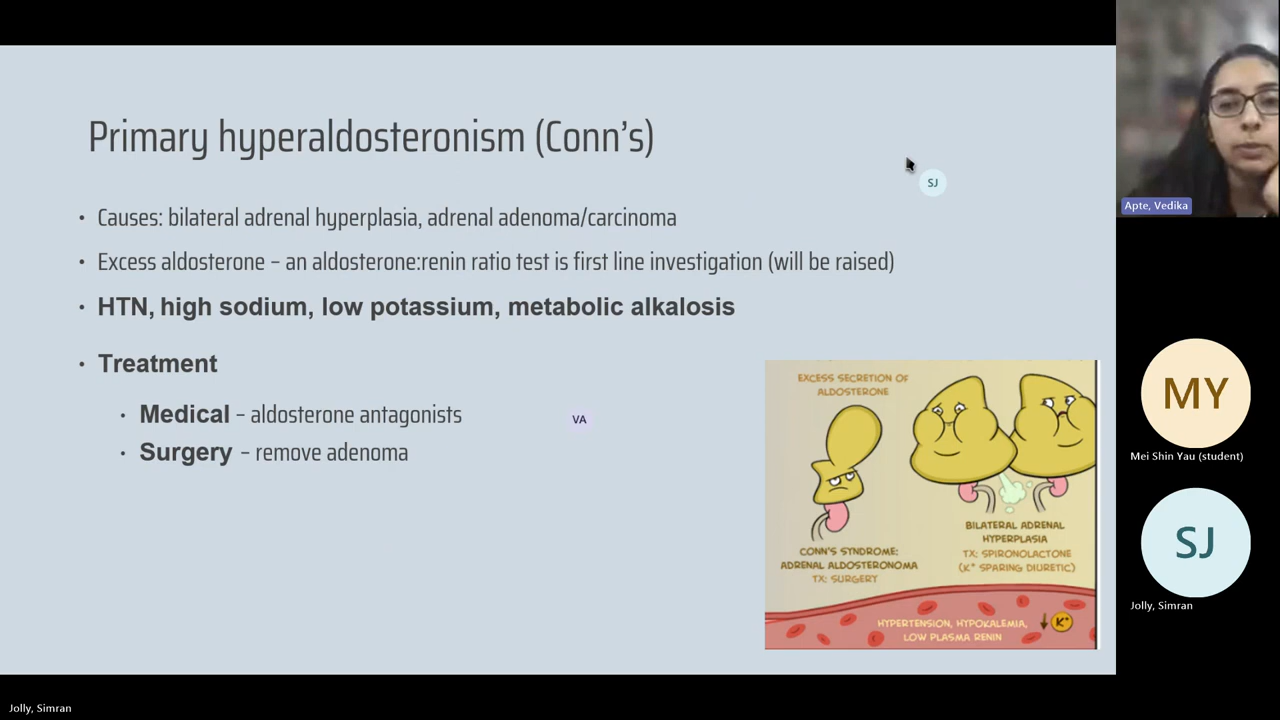 Primary hyperaldosteronism (Conn's)
SJ
• Causes: bilateral adrenal hyperplasia, adrenal adenoma/carcinoma
• Excess aldosterone – an aldosterone:renin ratio test is first line investigation (will be raised)
• HTN, high sodium, low potassium, metabolic alkalosis
• Treatment
• Medical – aldosterone antagonists
VA
• Surgery – remove adenoma
EXCESS SECRETION OF
ALDOSTERONE
CONN'S SYNDROME:
ADRENAL ALDOSTERONOMA
TX: SURGERY
BILATERAL ADRENAL
HYPERPLASIA
TX: SPIRONOLACTONE
(K+ SPARING DIURETIC)
HYPERTENSION, HYPOKALEMIA,
LOW PLASMA RENIN
K+
Apte, Vedika
MY
Mei Shin Yau (student)
SJ
Jolly, Simran
Jolly, Simran